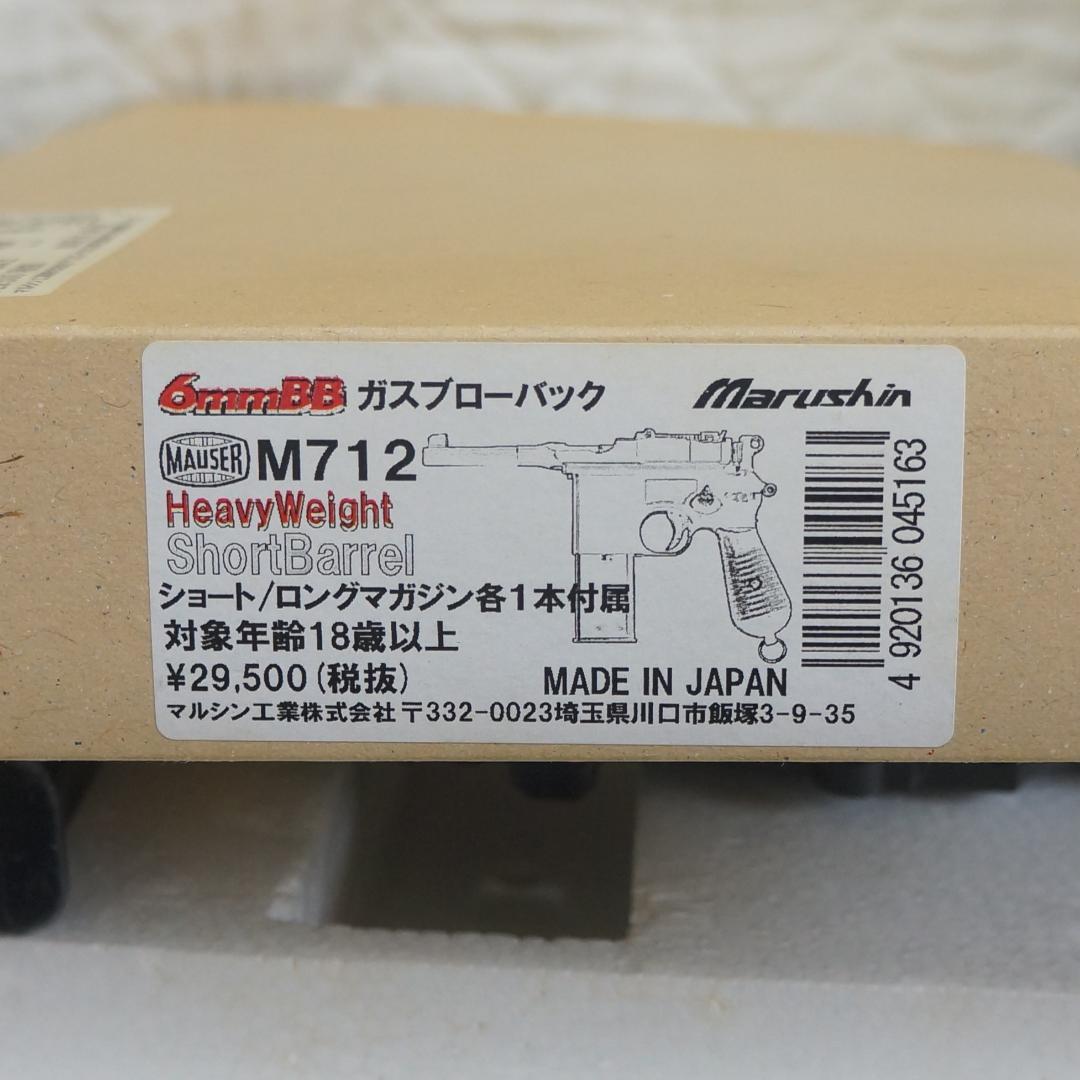 6mmBB ガスブローバック Marushin
MAUSER M712
HeavyWeight
ShortBarrel
ショート/ロングマガジン各1本付属
対象年齢18歳以上
¥29,500(税抜) MADE IN JAPAN
マルシン工業株式会社 〒332-0023埼玉県川口市飯塚3-9-35
4 920136 045163